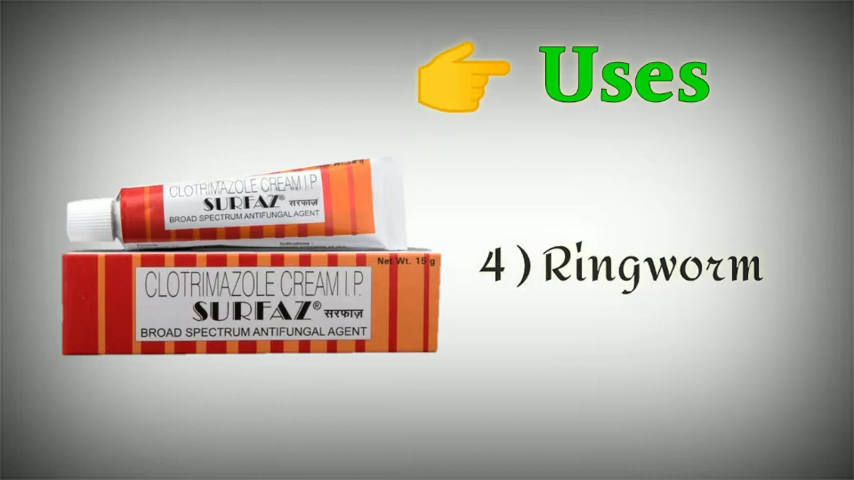 Uses
CLOTRIMAZOLE CREAM I.P.
SURFAZ® सरफाज़
BROAD SPECTRUM ANTIFUNGAL AGENT
Net Wt. 15 g
CLOTRIMAZOLE CREAM I.P.
SURFAZ® सरफाज़
BROAD SPECTRUM ANTIFUNGAL AGENT
4) Ringworm